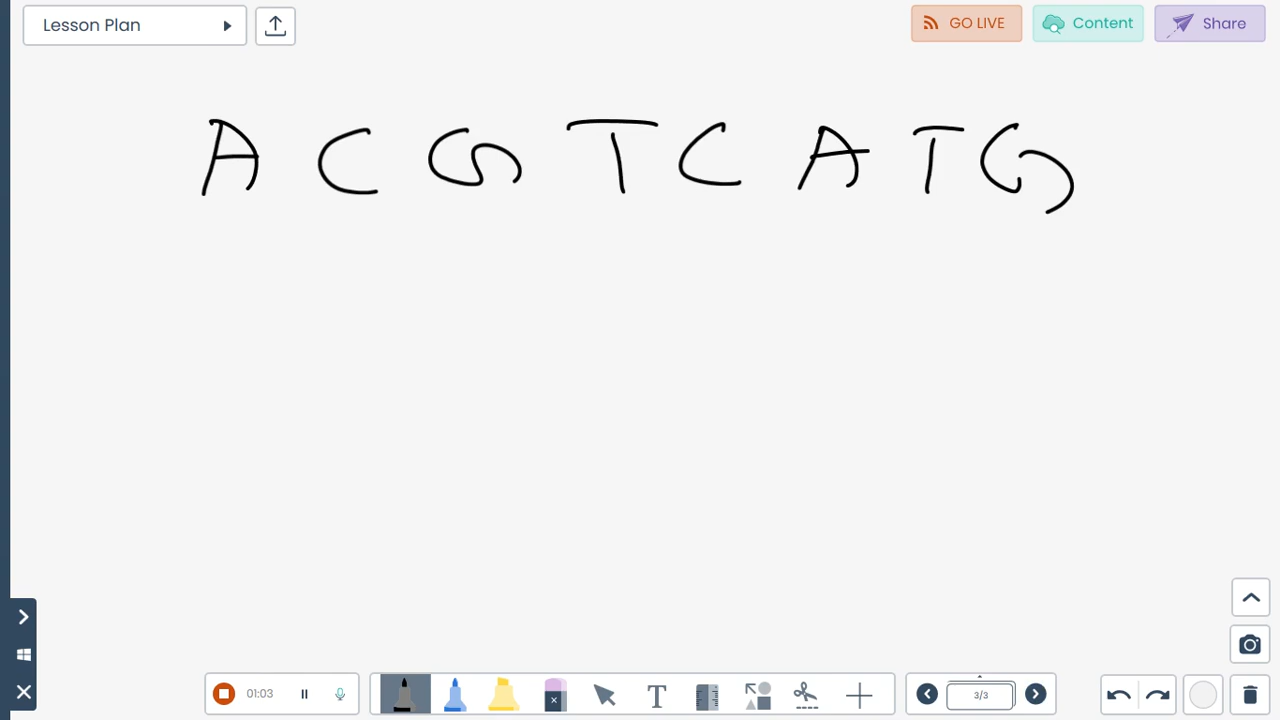 Lesson Plan
GO LIVE
Content
Share
A C G T C A T G
01:03
T
3/3